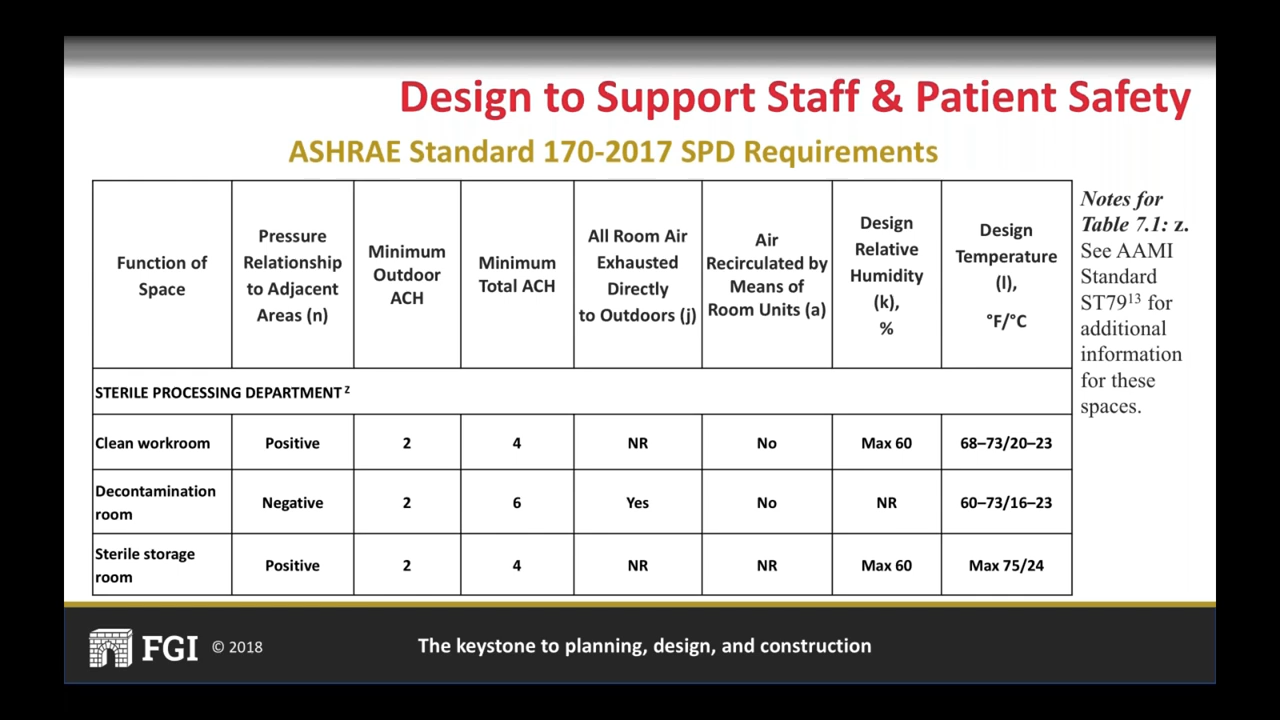 Design to Support Staff & Patient Safety
ASHRAE Standard 170-2017 SPD Requirements
Function of
Space
Pressure
Relationship
to Adjacent
Areas (n)
Minimum
Outdoor
ACH
Minimum
Total ACH
All Room Air
Exhausted
Directly
to Outdoors (j)
Air
Recirculated by
Means of
Room Units (a)
Design
Relative
Humidity
(k),
%
Design
Temperature
(l),
°F/°C
STERILE PROCESSING DEPARTMENT z
Clean workroom Positive 2 4 NR No Max 60 68–73/20–23
Decontamination
room Negative 2 6 Yes No NR 60–73/16–23
Sterile storage
room Positive 2 4 NR NR Max 60 Max 75/24
Notes for
Table 7.1: z.
See AAMI
Standard
ST79¹³ for
additional
information
for these
spaces.
FGI © 2018
The keystone to planning, design, and construction